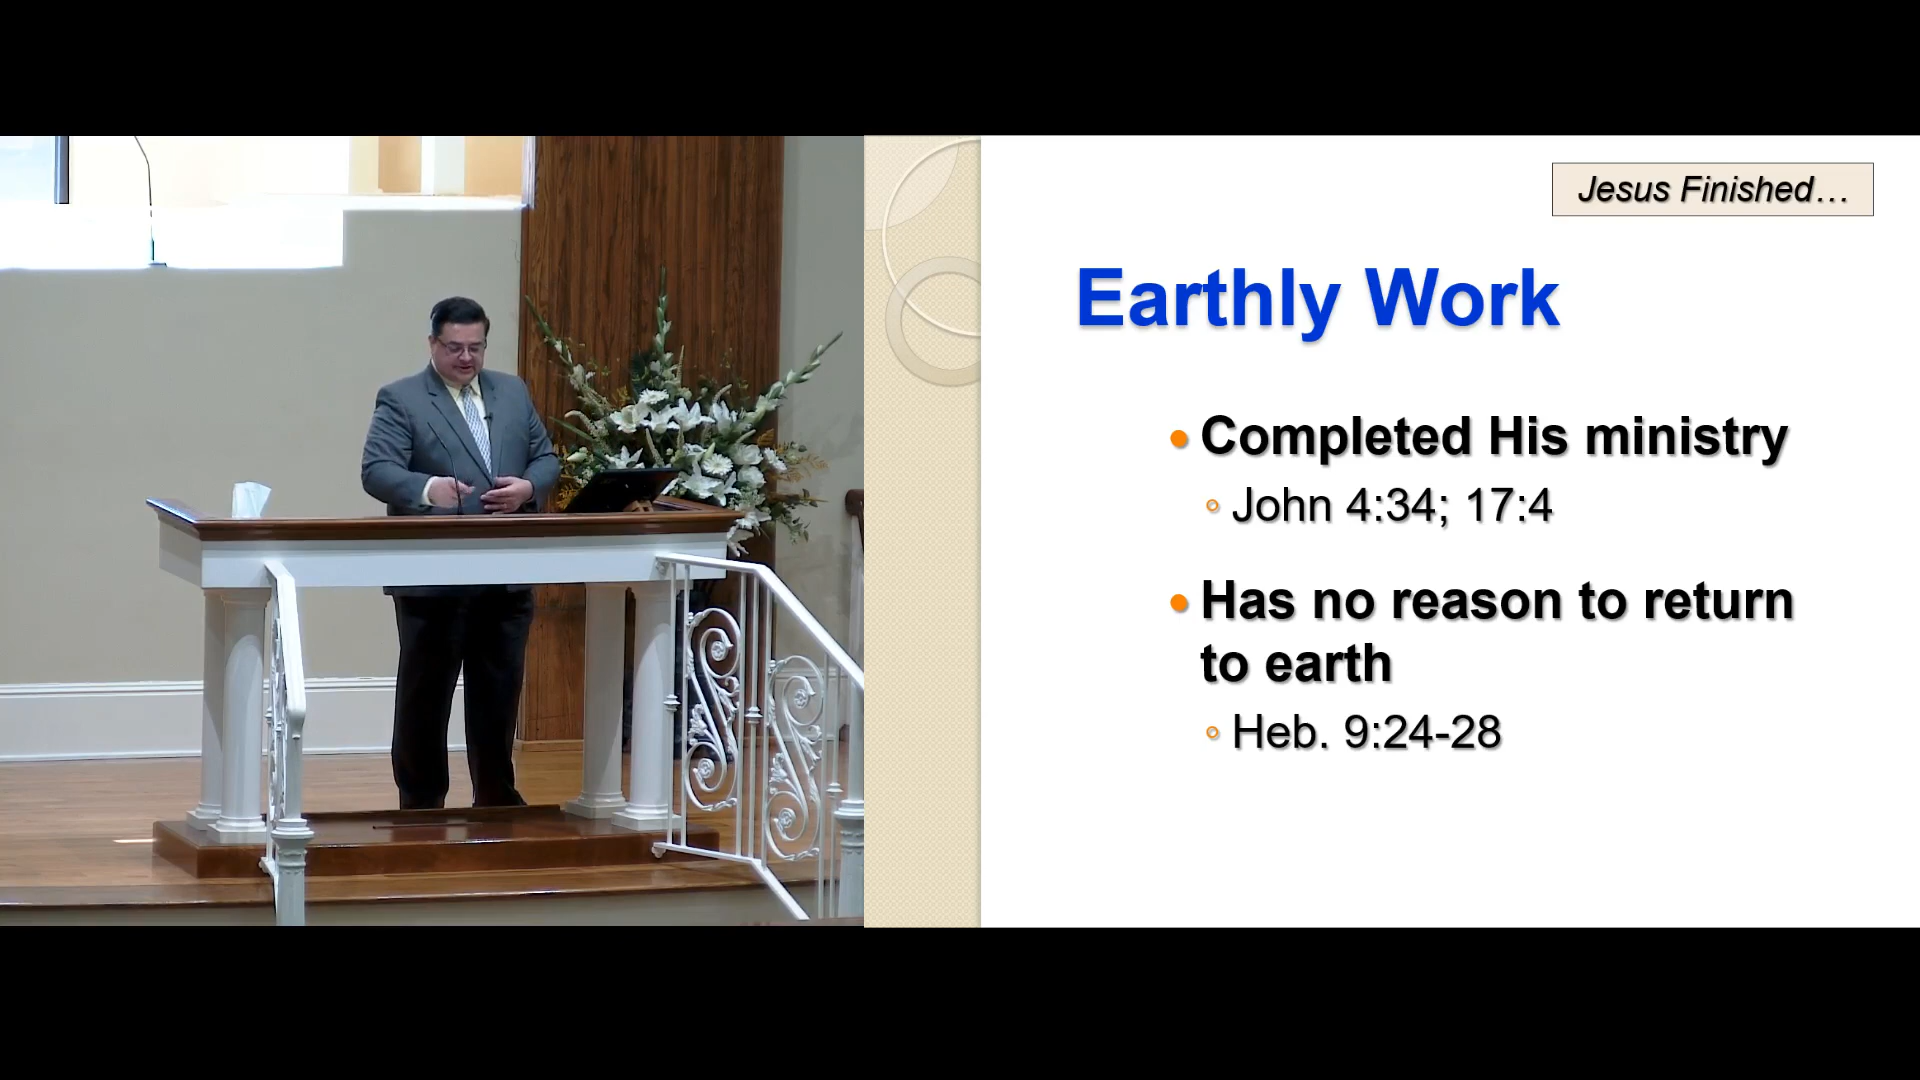 Jesus Finished…
Earthly Work
Completed His ministry
John 4:34; 17:4
Has no reason to return
to earth
Heb. 9:24-28